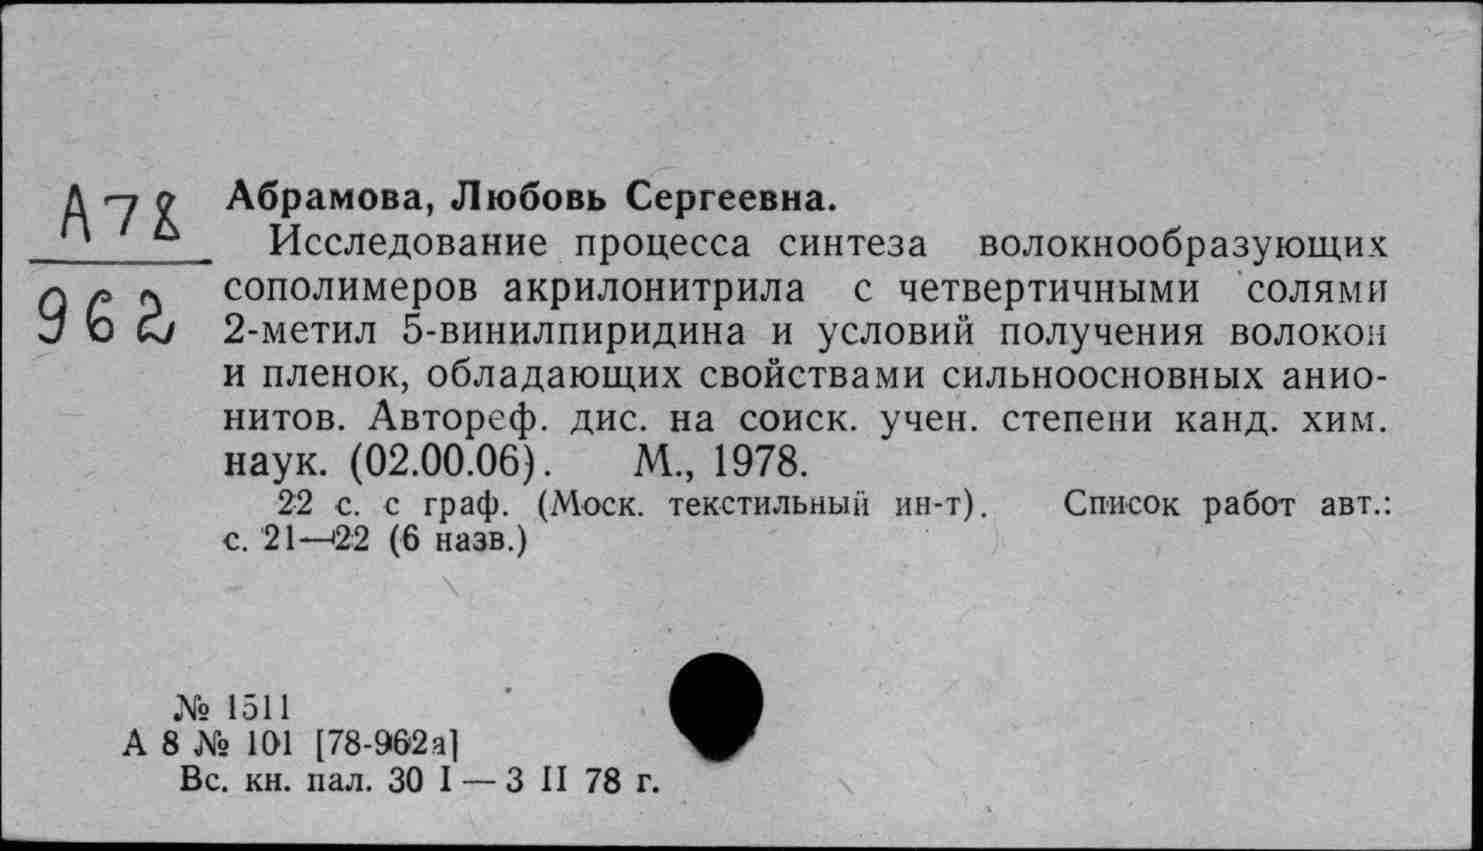 А78
962
Абрамова, Любовь Сергеевна.
Исследование процесса синтеза волокнообразующих
сополимеров акрилонитрила с четвертичными солями
2-метил 5-винилпиридина и условий получения волокон
и пленок, обладающих свойствами сильноосновных анио-
нитов. Автореф. дис. на соиск. учен. степени канд. хим.
наук. (02.00.06). М., 1978.
22 с. с граф. (Моск. текстильный ин-т). Список работ авт.:
с. 21—22 (6 назв.)
№ 1511
А 8 № 101 [78-962а]
Вс. кн. пал. 30 I — 3 II 78 г.